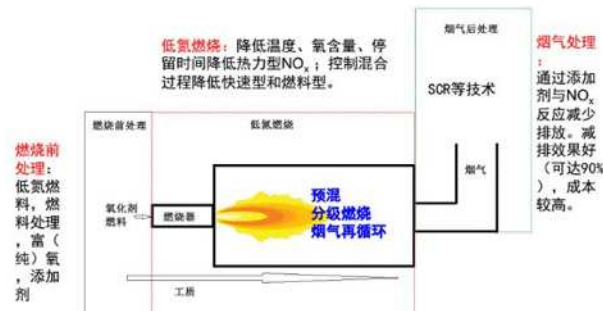 低氮燃烧：降低温度、氧含量、停
留时间降低热力型NOx；控制混合
过程降低快速型和燃料型。
烟气后处理
SCR等技术
烟气
烟气处理
：
通过添加
剂与NOx
反应减少
排放。减
排效果好
（可达90%
），成本
较高。
燃烧前处理
低氮燃烧
燃烧前
处理：
低氮燃
料，燃
料处理
，富（
纯）氧
，添加
剂
氧化剂
燃料
燃烧器
预混
分级燃烧
烟气再循环
工质